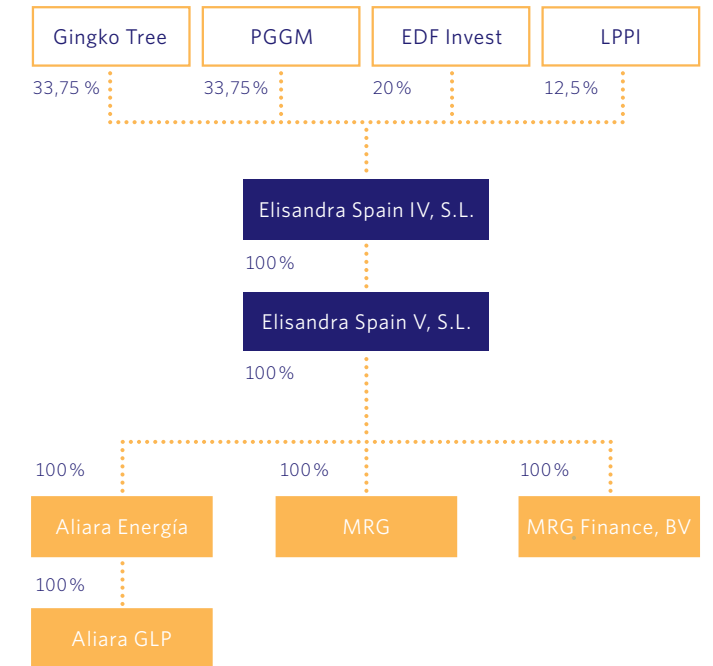 Gingko Tree
PGGM
EDF Invest
LPPI
33,75 %
33,75 %
20 %
12,5 %
Elisandra Spain IV, S.L.
100 %
Elisandra Spain V, S.L.
100 %
100 %
100 %
100 %
Aliara Energía
MRG
MRG Finance, BV
100 %
Aliara GLP